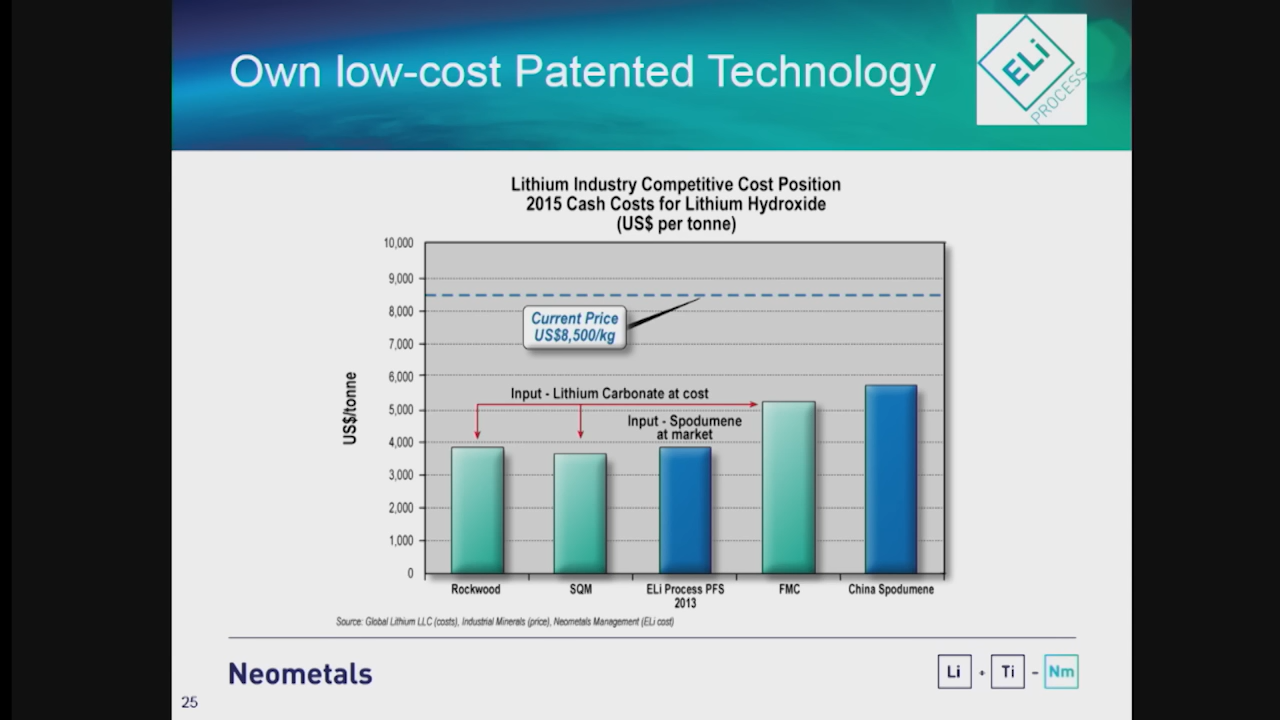 Own low-cost Patented Technology
ELi
PROCESS
Lithium Industry Competitive Cost Position
2015 Cash Costs for Lithium Hydroxide
(US$ per tonne)
10,000
9,000
8,000
7,000
6,000
5,000
4,000
3,000
2,000
1,000
0
US$/tonne
Current Price
US$8,500/kg
Input - Lithium Carbonate at cost
Input - Spodumene
at market
Rockwood
SQM
ELi Process PFS
2013
FMC
China Spodumene
Source: Global Lithium LLC (costs), Industrial Minerals (price), Neometals Management (ELi cost)
Neometals
Li + Ti = Nm
25